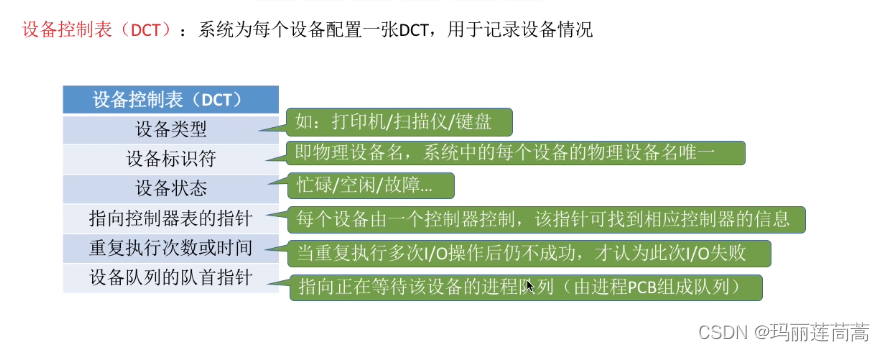 设备控制表（DCT）：系统为每个设备配置一张DCT，用于记录设备情况
设备控制表（DCT）
设备类型
如：打印机/扫描仪/键盘
设备标识符
即物理设备名，系统中的每个设备的物理设备名唯一
设备状态
忙碌/空闲/故障...
指向控制器表的指针
每个设备由一个控制器控制，该指针可找到相应控制器的信息
重复执行次数或时间
当重复执行多次I/O操作后仍不成功，才认为此次I/O失败
设备队列的队首指针
指向正在等待该设备的进程队列（由进程PCB组成队列）
CSDN @玛丽莲茼蒿